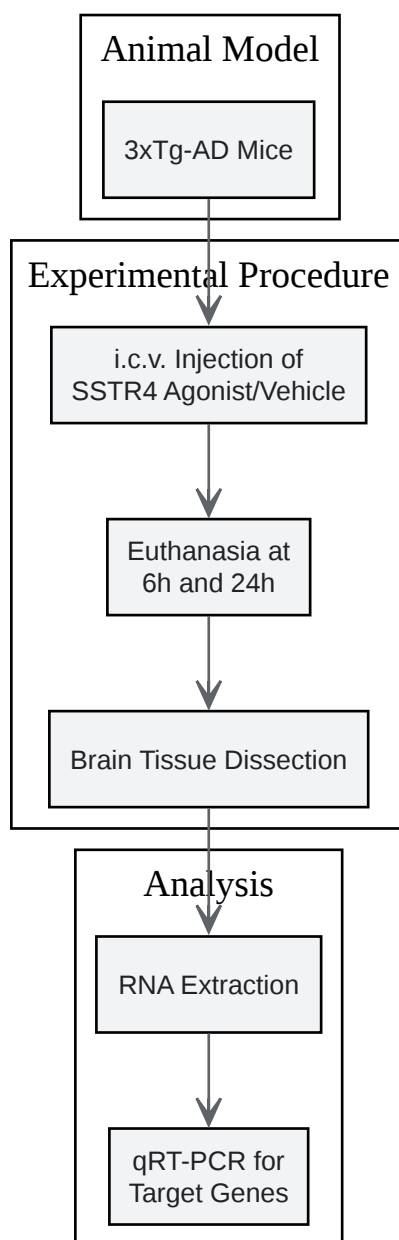 Animal Model
3xTg-AD Mice
Experimental Procedure
i.c.v. Injection of
SSTR4 Agonist/Vehicle
Euthanasia at
6h and 24h
Brain Tissue Dissection
Analysis
RNA Extraction
qRT-PCR for
Target Genes